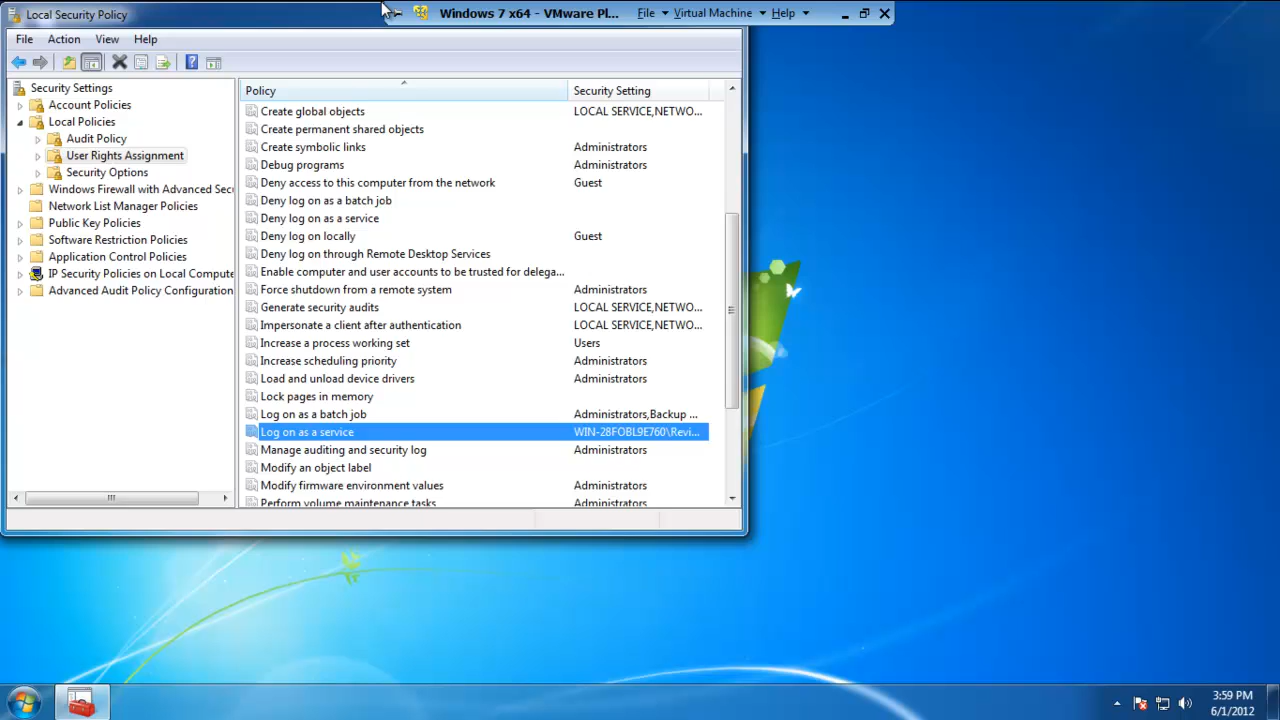 Local Security Policy
Windows 7 x64 - VMware Pl... File Virtual Machine Help
File Action View Help
Security Settings
Account Policies
Local Policies
Audit Policy
User Rights Assignment
Security Options
Windows Firewall with Advanced Secu
Network List Manager Policies
Public Key Policies
Software Restriction Policies
Application Control Policies
IP Security Policies on Local Compute
Advanced Audit Policy Configuration
Policy Security Setting
Create global objects LOCAL SERVICE,NETWO...
Create permanent shared objects
Create symbolic links Administrators
Debug programs Administrators
Deny access to this computer from the network Guest
Deny log on as a batch job
Deny log on as a service
Deny log on locally Guest
Deny log on through Remote Desktop Services
Enable computer and user accounts to be trusted for delega...
Force shutdown from a remote system Administrators
Generate security audits LOCAL SERVICE,NETWO...
Impersonate a client after authentication LOCAL SERVICE,NETWO...
Increase a process working set Users
Increase scheduling priority Administrators
Load and unload device drivers Administrators
Lock pages in memory
Log on as a batch job Administrators,Backup ...
Log on as a service WIN-28FOBL9E760\Revi...
Manage auditing and security log Administrators
Modify an object label
Modify firmware environment values Administrators
Perform volume maintenance tasks Administrators
3:59 PM
6/1/2012